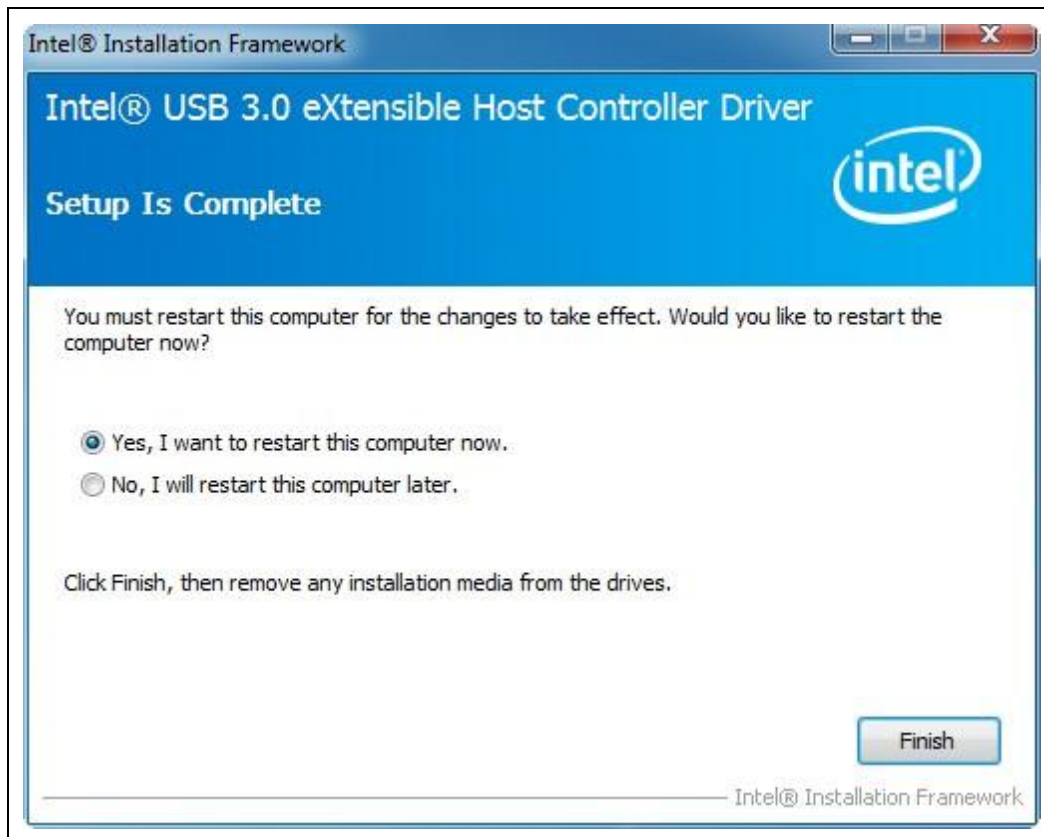 Intel® Installation Framework
Intel® USB 3.0 eXtensible Host Controller Driver
intel
Setup Is Complete
You must restart this computer for the changes to take effect. Would you like to restart the
computer now?
Yes, I want to restart this computer now.
No, I will restart this computer later.
Click Finish, then remove any installation media from the drives.
Finish
Intel® Installation Framework